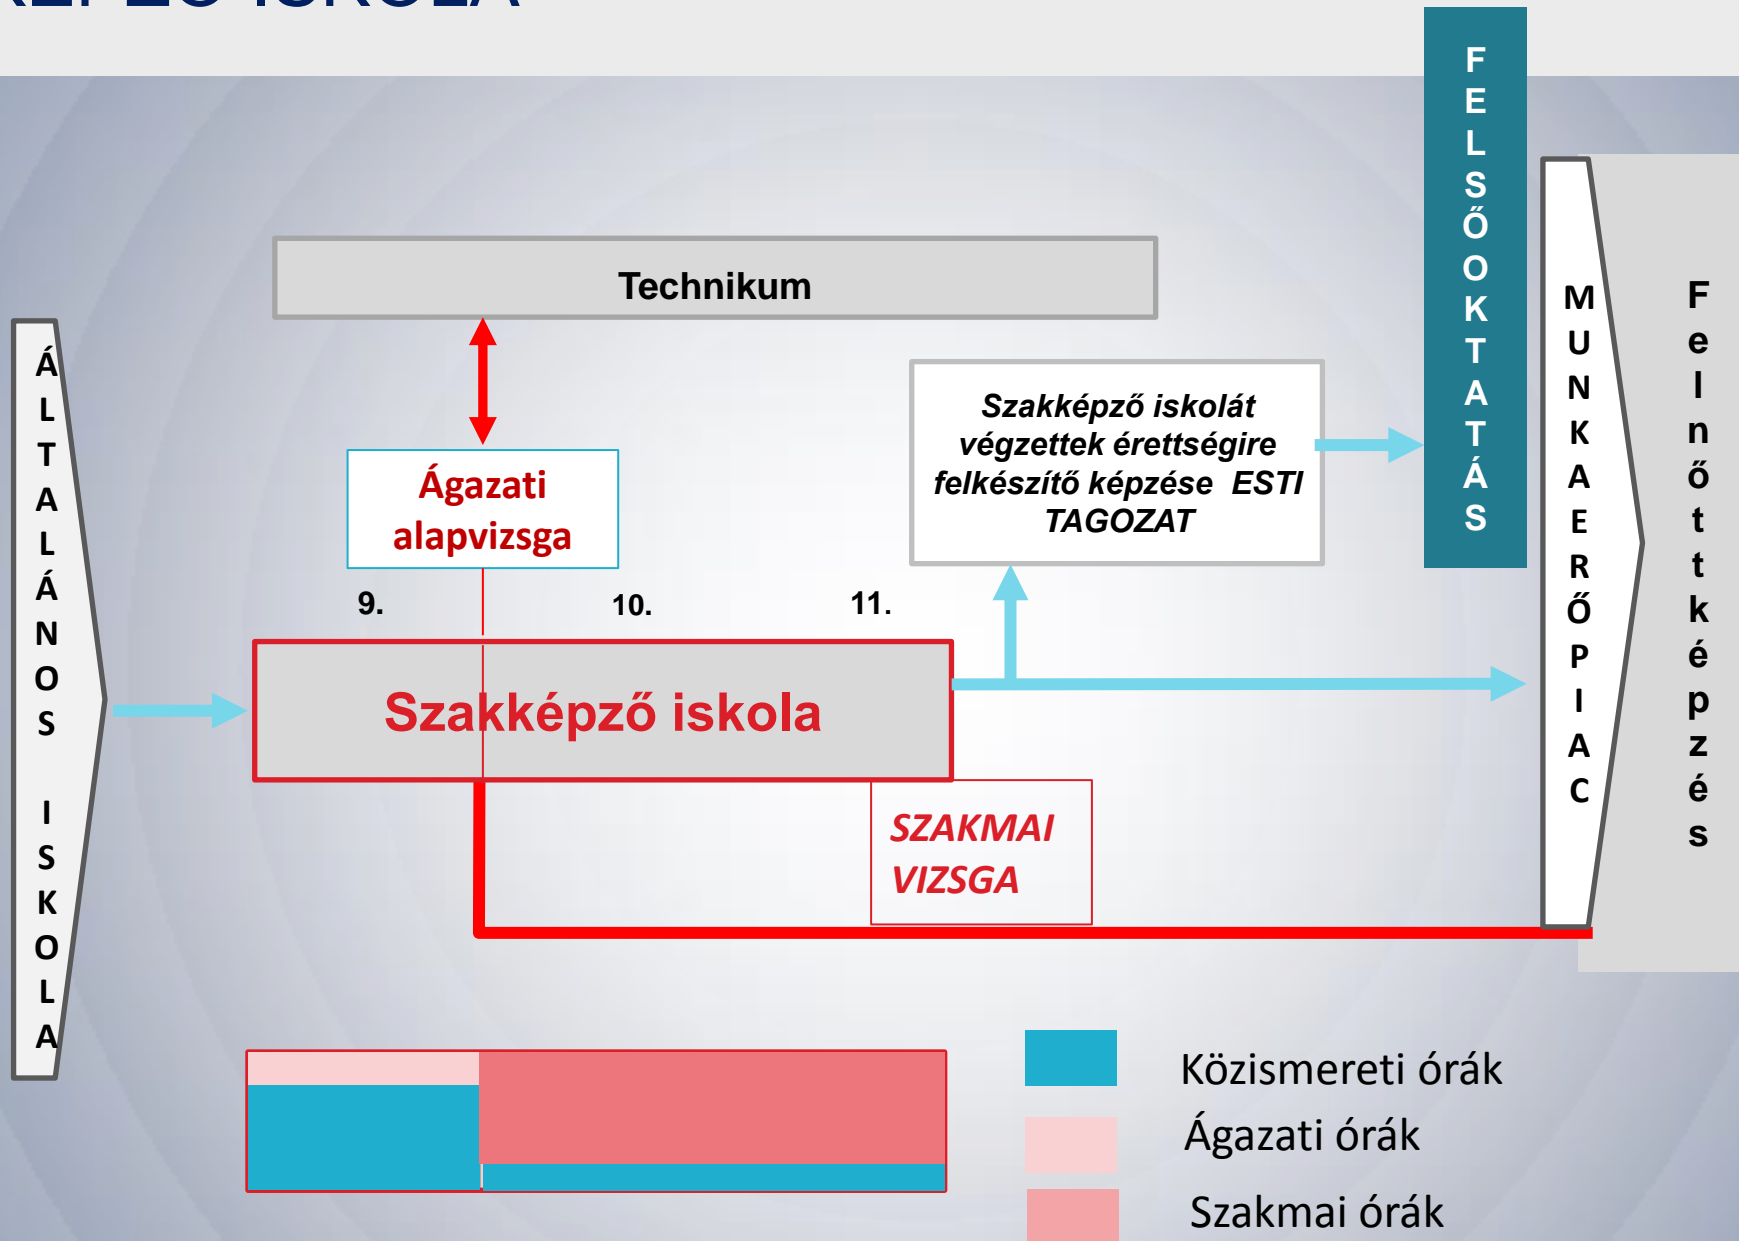 ISKOLA
FELSŐOKTATÁS
Technikum
ÁLTALÁNOS ISKOLA
Ágazati
alapvizsga
Szakképző iskolát
végzettek érettségire
felkészítő képzése ESTI
TAGOZAT
MUNKAERŐPIAC
Felnőttképzés
9.
10.
11.
Szakképző iskola
SZAKMAI
VIZSGA
Közismereti órák
Ágazati órák
Szakmai órák